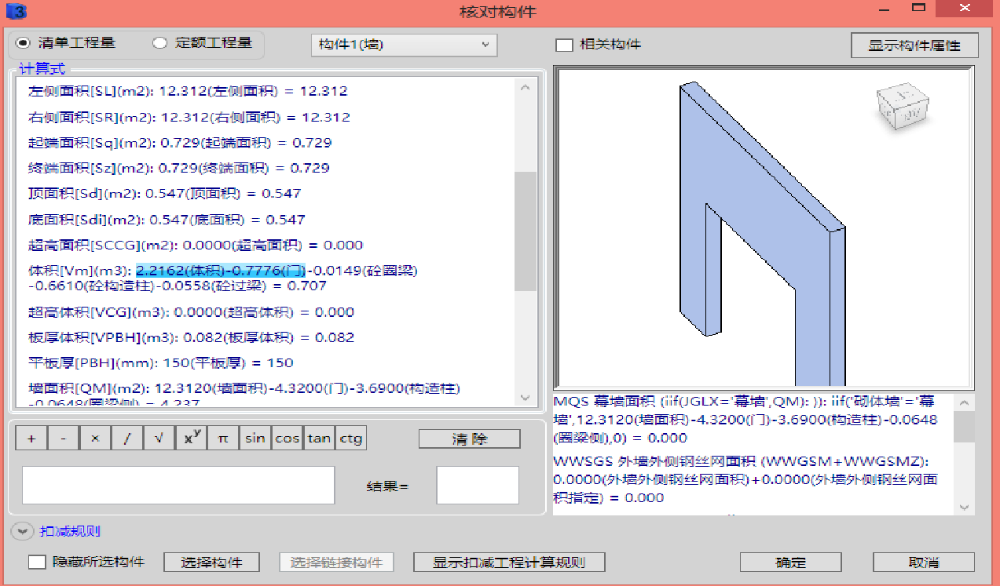 核对构件
清单工程量 定额工程量 构件1(墙) 相关构件 显示构件属性
计算式
左侧面积[SL](m2): 12.312(左侧面积) = 12.312
右侧面积[SR](m2): 12.312(右侧面积) = 12.312
起端面积[Sq](m2): 0.729(起端面积) = 0.729
终端面积[Sz](m2): 0.729(终端面积) = 0.729
顶面积[Sd](m2): 0.547(顶面积) = 0.547
底面积[Sdi](m2): 0.547(底面积) = 0.547
超高面积[SCCG](m2): 0.0000(超高面积) = 0.000
体积[Vm](m3): 2.2162(体积)-0.7776(门)-0.0149(砼圈梁)
-0.6610(砼构造柱)-0.0558(砼过梁) = 0.707
超高体积[VCG](m3): 0.0000(超高体积) = 0.000
板厚体积[VPBH](m3): 0.082(板厚体积) = 0.082
平板厚[PBH](mm): 150(平板厚) = 150
墙面积[QM](m2): 12.3120(墙面积)-4.3200(门)-3.6900(构造柱)
-0.0648(圈梁侧) = 4.237
MQS 幕墙面积 (iif(JGLX='幕墙',QM): )): iif('砌体墙'='幕
墙',12.3120(墙面积)-4.3200(门)-3.6900(构造柱)-0.0648
(圈梁侧),0) = 0.000
WWSGS 外墙外侧钢丝网面积 (WWGSM+WWGSMZ):
0.0000(外墙外侧钢丝网面积)+0.0000(外墙外侧钢丝网面
积指定) = 0.000
+ - × / √ x^y π sin cos tan ctg 清除
结果=
扣减规则
隐藏所选构件 选择构件 选择链接构件 显示扣减工程计算规则 确定 取消